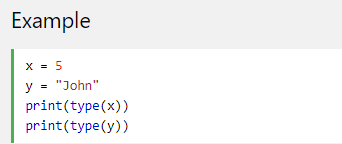 Example
x = 5
y = "John"
print(type(x))
print(type(y))